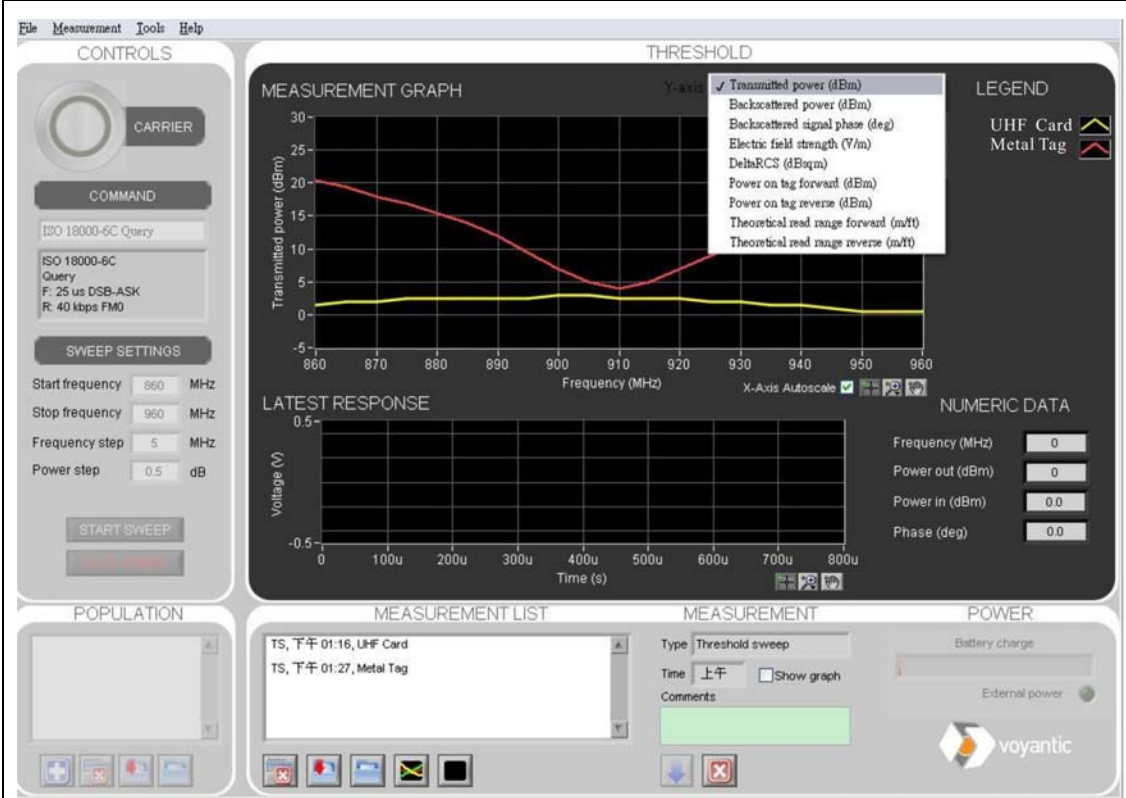 File Measurement Tools Help
CONTROLS
CARRIER
COMMAND
ISO 18000-6C Query
ISO 18000-6C
Query
F: 25 us DSB-ASK
R: 40 kbps FM0
SWEEP SETTINGS
Start frequency 860 MHz
Stop frequency 960 MHz
Frequency step 5 MHz
Power step 0.5 dB
START SWEEP
THRESHOLD
MEASUREMENT GRAPH
Y-axis
✓ Transmitted power (dBm)
Backscattered power (dBm)
Backscattered signal phase (deg)
Electric field strength (V/m)
DeltaRCS (dBsqm)
Power on tag forward (dBm)
Power on tag reverse (dBm)
Theoretical read range forward (m/ft)
Theoretical read range reverse (m/ft)
LEGEND
UHF Card
Metal Tag
Transmitted power (dBm)
30
25
20
15
10
5
0
-5
860 870 880 890 900 910 920 930 940 950 960
Frequency (MHz)
X-Axis Autoscale
LATEST RESPONSE
Voltage (V)
0.5
-0.5
0 100u 200u 300u 400u 500u 600u 700u 800u
Time (s)
NUMERIC DATA
Frequency (MHz) 0
Power out (dBm) 0
Power in (dBm) 0.0
Phase (deg) 0.0
POPULATION
MEASUREMENT LIST
TS, 下午 01:16, UHF Card
TS, 下午 01:27, Metal Tag
MEASUREMENT
Type Threshold sweep
Time 上午
Show graph
Comments
POWER
Battery charge
External power
voyantic